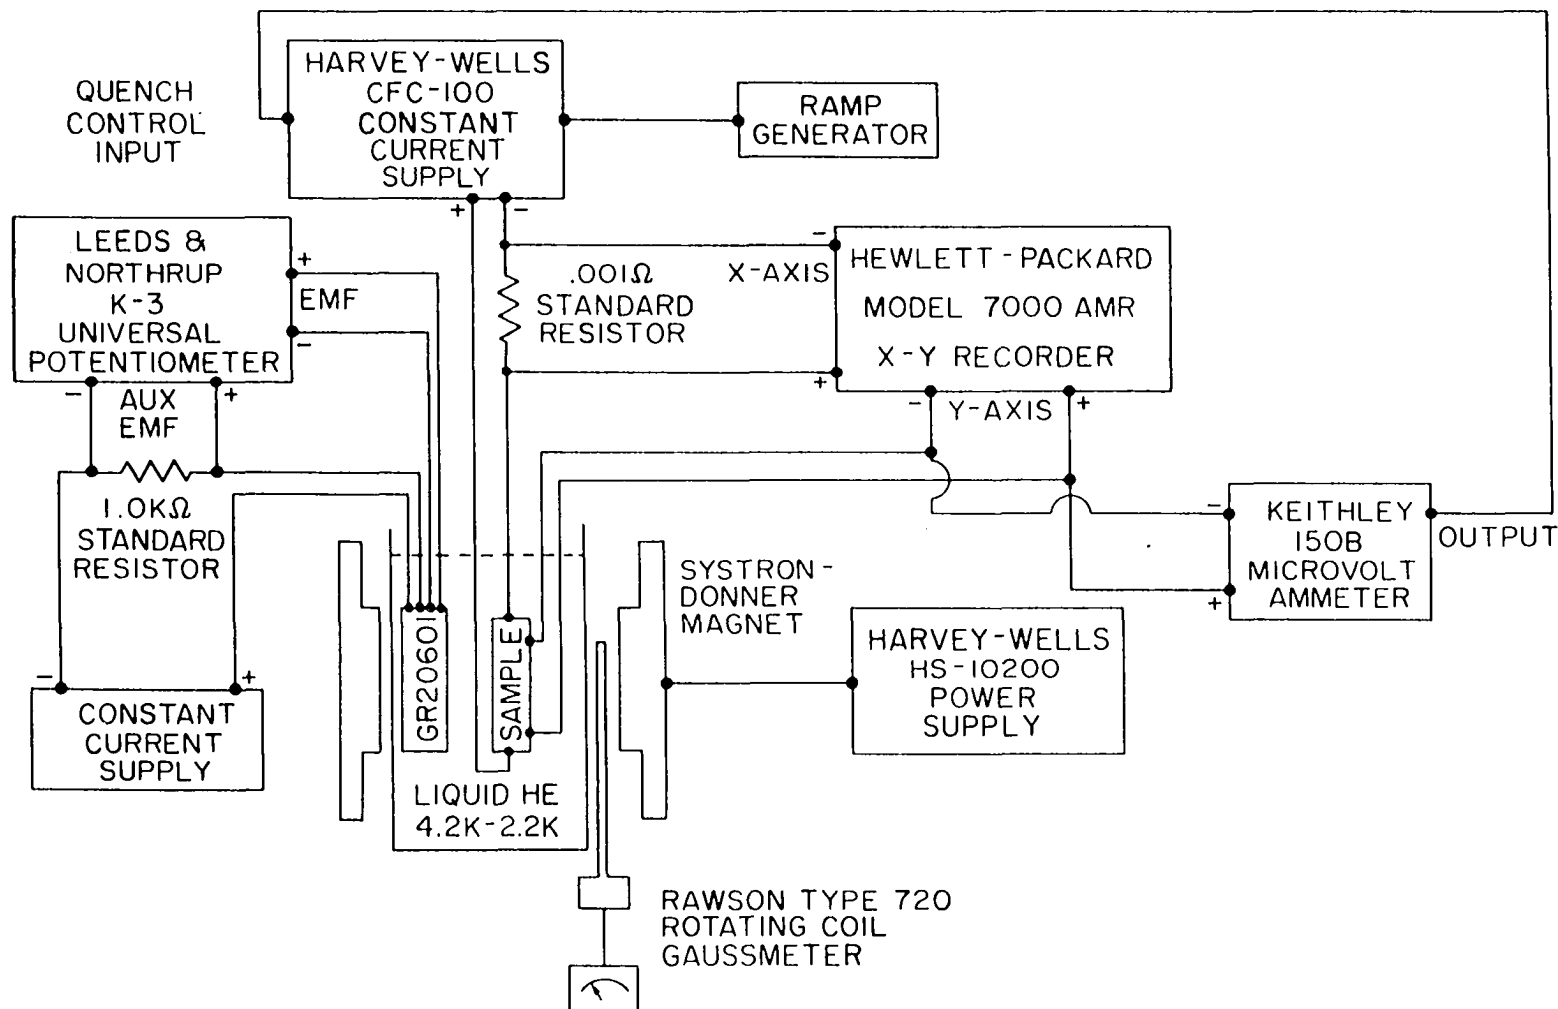 HARVEY-WELLS
CFC-100
CONSTANT
CURRENT
SUPPLY
QUENCH
CONTROL
INPUT
RAMP
GENERATOR
+
-
LEEDS &
NORTHRUP
K-3
UNIVERSAL
POTENTIOMETER
+
EMF
-
-
AUX
EMF
+
.001Ω
STANDARD
RESISTOR
-
X-AXIS
+
HEWLETT-PACKARD
MODEL 7000 AMR
X-Y RECORDER
-
Y-AXIS
+
1.0KΩ
STANDARD
RESISTOR
-
KEITHLEY
150B
MICROVOLT
AMMETER
+
OUTPUT
SYSTRON-
DONNER
MAGNET
GR20601
SAMPLE
HARVEY-WELLS
HS-10200
POWER
SUPPLY
-
+
CONSTANT
CURRENT
SUPPLY
LIQUID HE
4.2K-2.2K
RAWSON TYPE 720
ROTATING COIL
GAUSSMETER